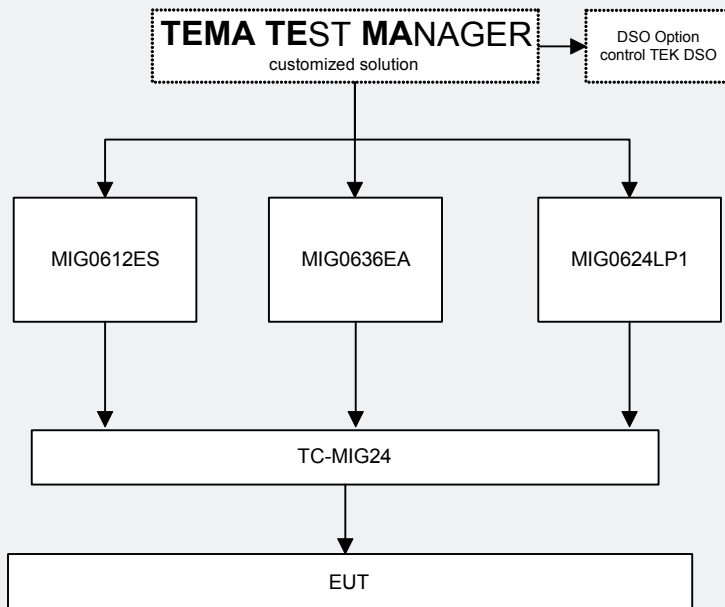 TEMA TEST MANAGER
customized solution
DSO Option
control TEK DSO
MIG0612ES
MIG0636EA
MIG0624LP1
TC-MIG24
EUT